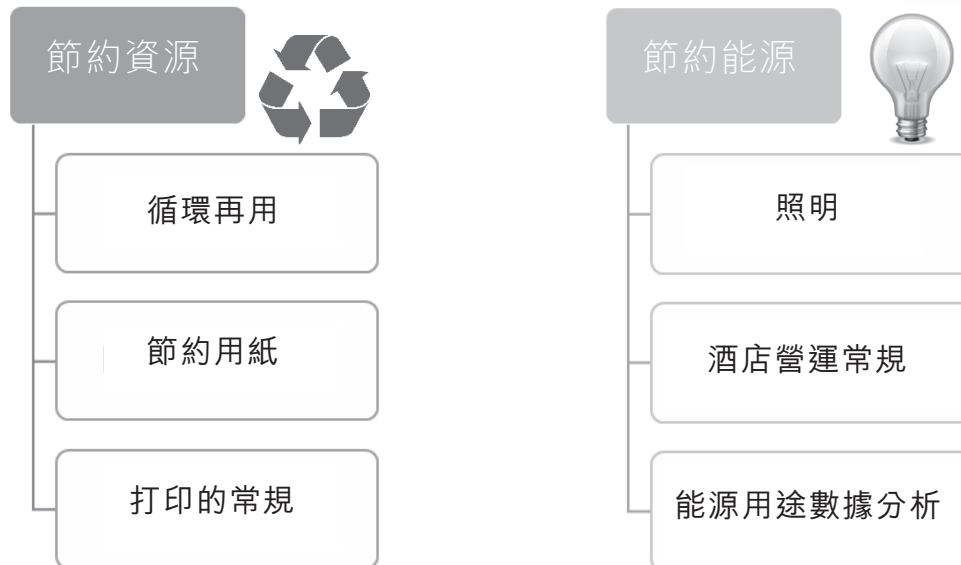 節約資源
循環再用
節約用紙
打印的常規
節約能源
照明
酒店營運常規
能源用途數據分析